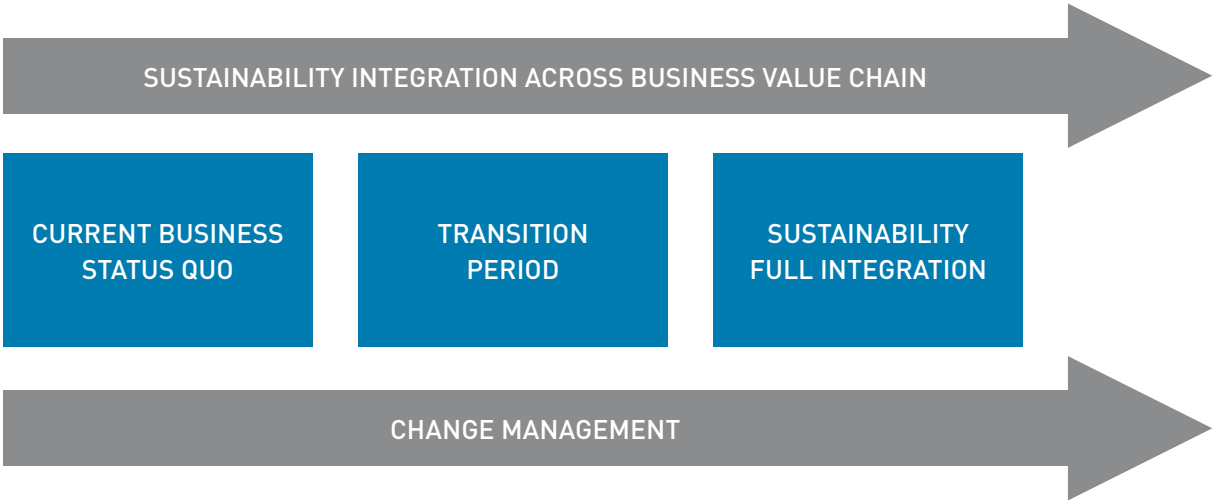 SUSTAINABILITY INTEGRATION ACROSS BUSINESS VALUE CHAIN
CURRENT BUSINESS
STATUS QUO
TRANSITION
PERIOD
SUSTAINABILITY
FULL INTEGRATION
CHANGE MANAGEMENT